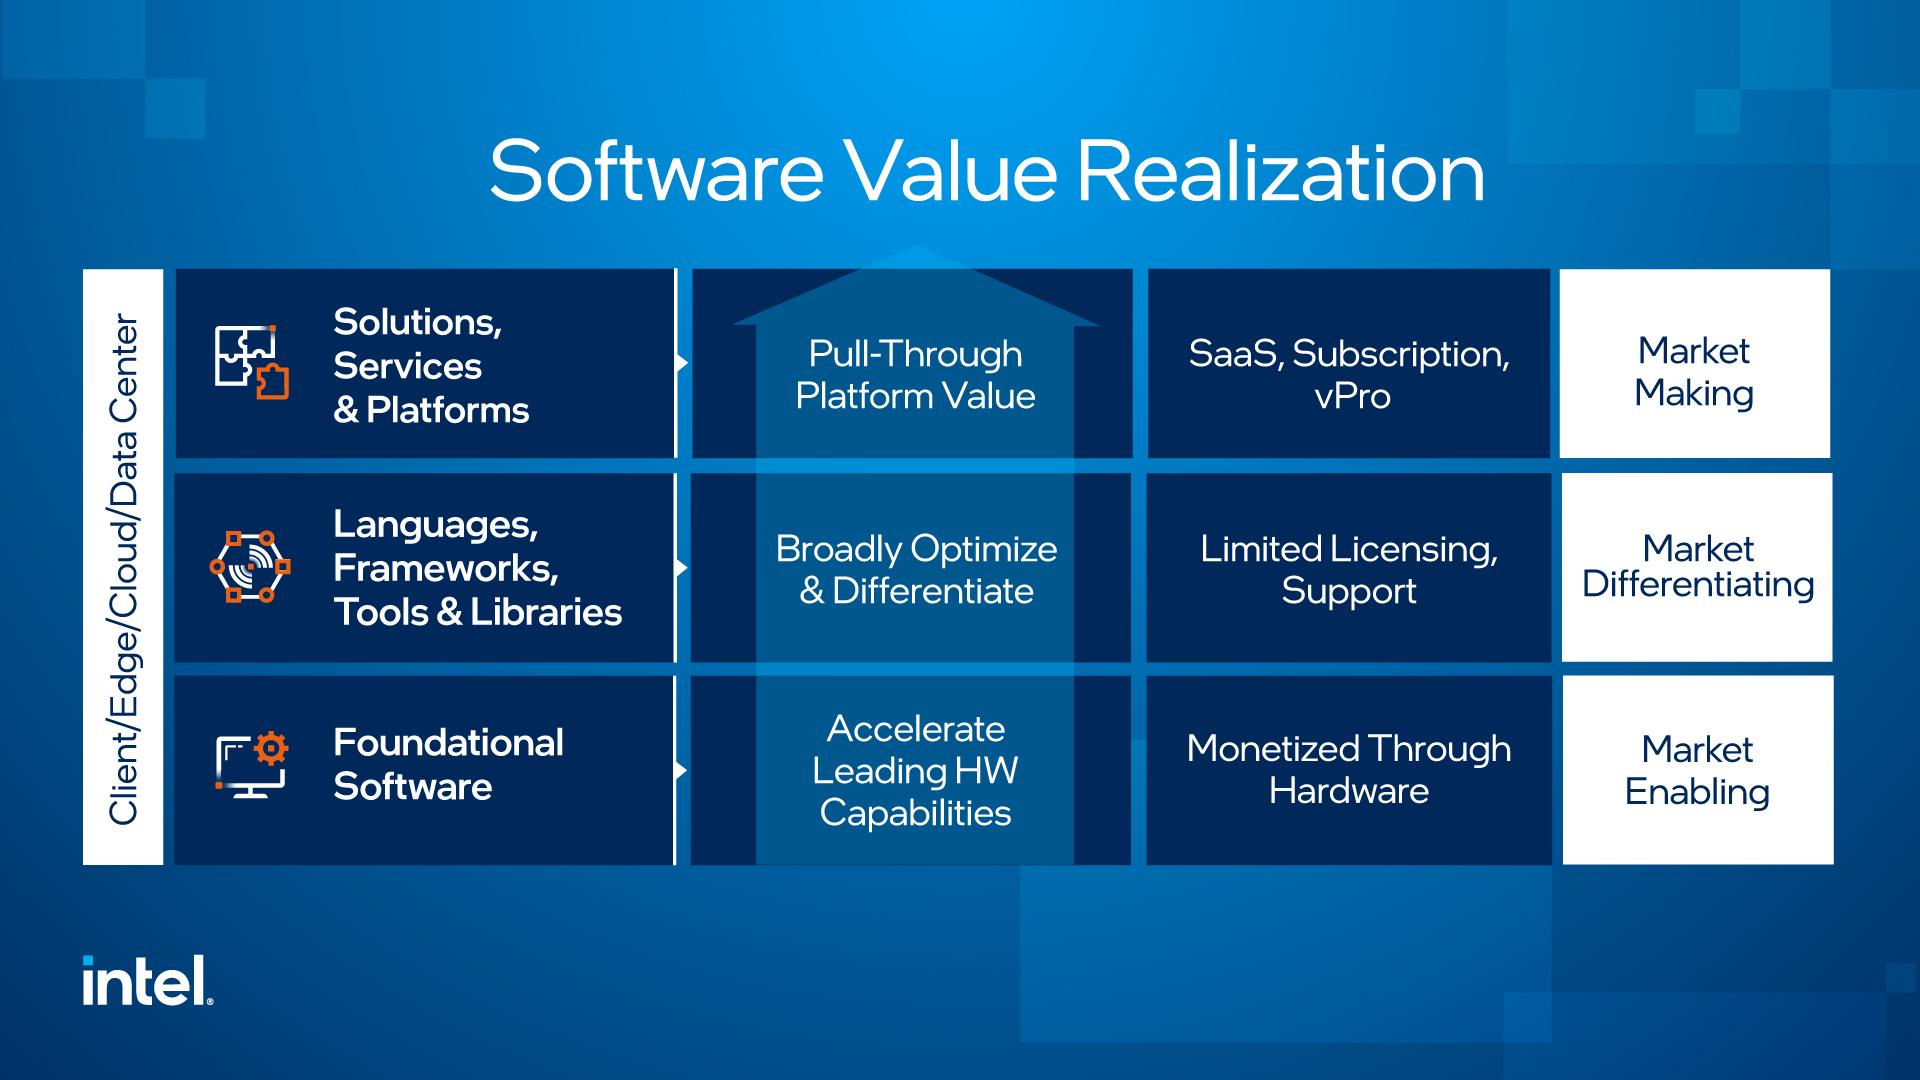 Software Value Realization
Client/Edge/Cloud/Data Center
Solutions,
Services
& Platforms
Pull-Through
Platform Value
SaaS, Subscription,
vPro
Market
Making
Languages,
Frameworks,
Tools & Libraries
Broadly Optimize
& Differentiate
Limited Licensing,
Support
Market
Differentiating
Foundational
Software
Accelerate
Leading HW
Capabilities
Monetized Through
Hardware
Market
Enabling
intel®